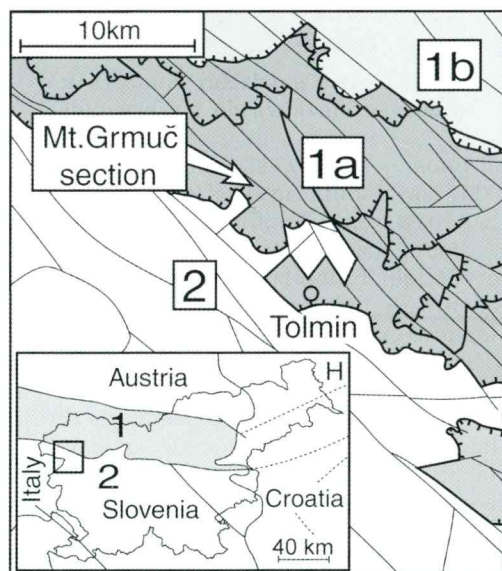 10km
1b
Mt.Grmuč
section
1a
2
Tolmin
Austria
H
1
Italy
2
Slovenia
Croatia
40 km